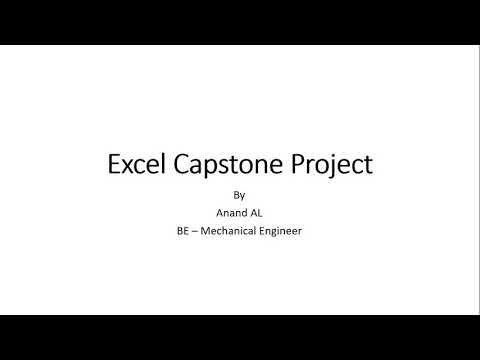 Excel Capstone Project
By
Anand AL
BE – Mechanical Engineer